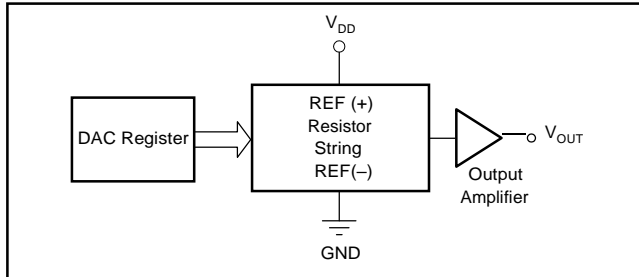 V_DD
DAC Register
REF (+)
Resistor
String
REF(–)
V_OUT
Output
Amplifier
GND